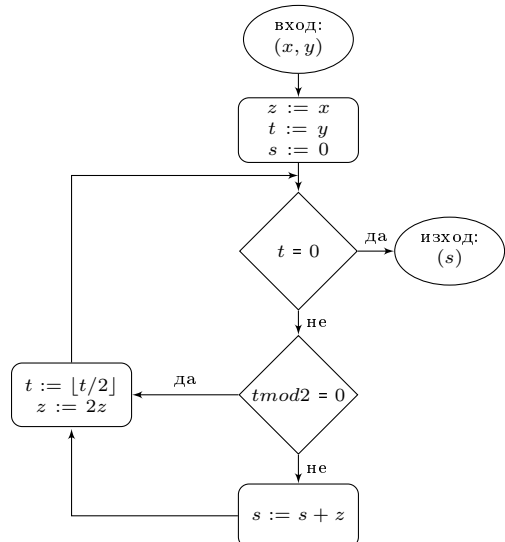 вход:
(x, y)
z := x
t := y
s := 0
t = 0
да
изход:
(s)
не
tmod2 = 0
да
t := ⌊t/2⌋
z := 2z
не
s := s + z